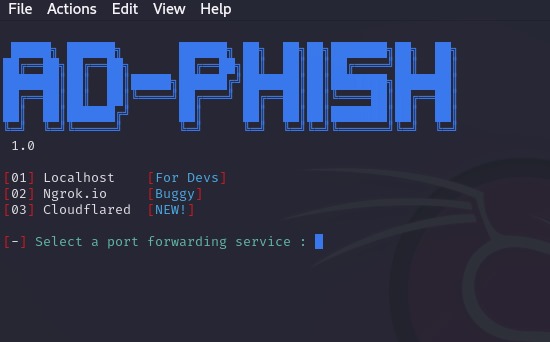 File Actions Edit View Help
AD-PHISH
1.0
[01] Localhost [For Devs]
[02] Ngrok.io [Buggy]
[03] Cloudflared [NEW!]
[-] Select a port forwarding service :